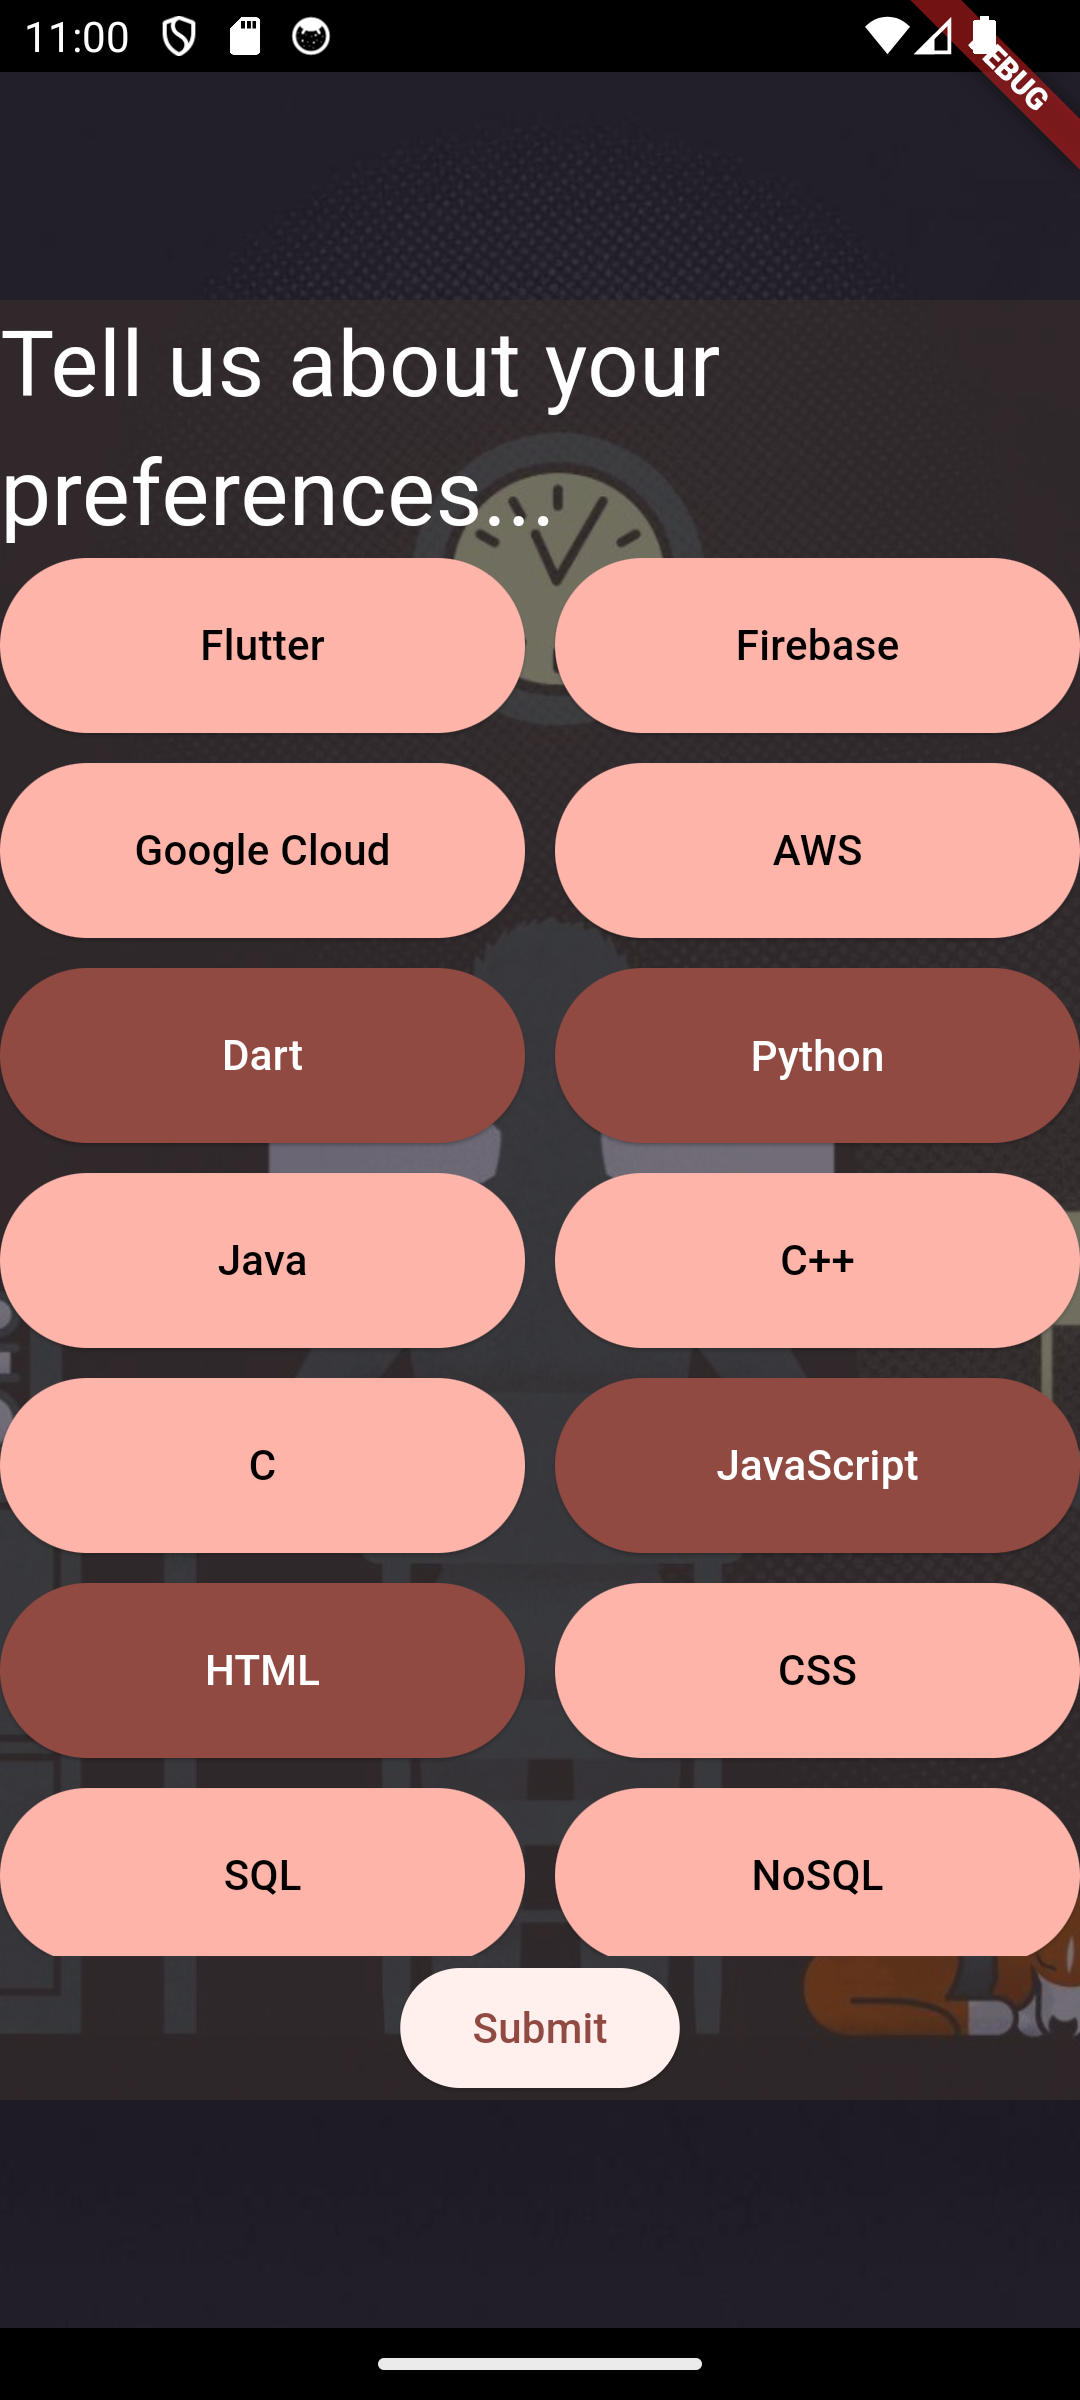 11:00
DEBUG
Tell us about your
preferences...
Flutter
Firebase
Google Cloud
AWS
Dart
Python
Java
C++
C
JavaScript
HTML
CSS
SQL
NoSQL
Submit